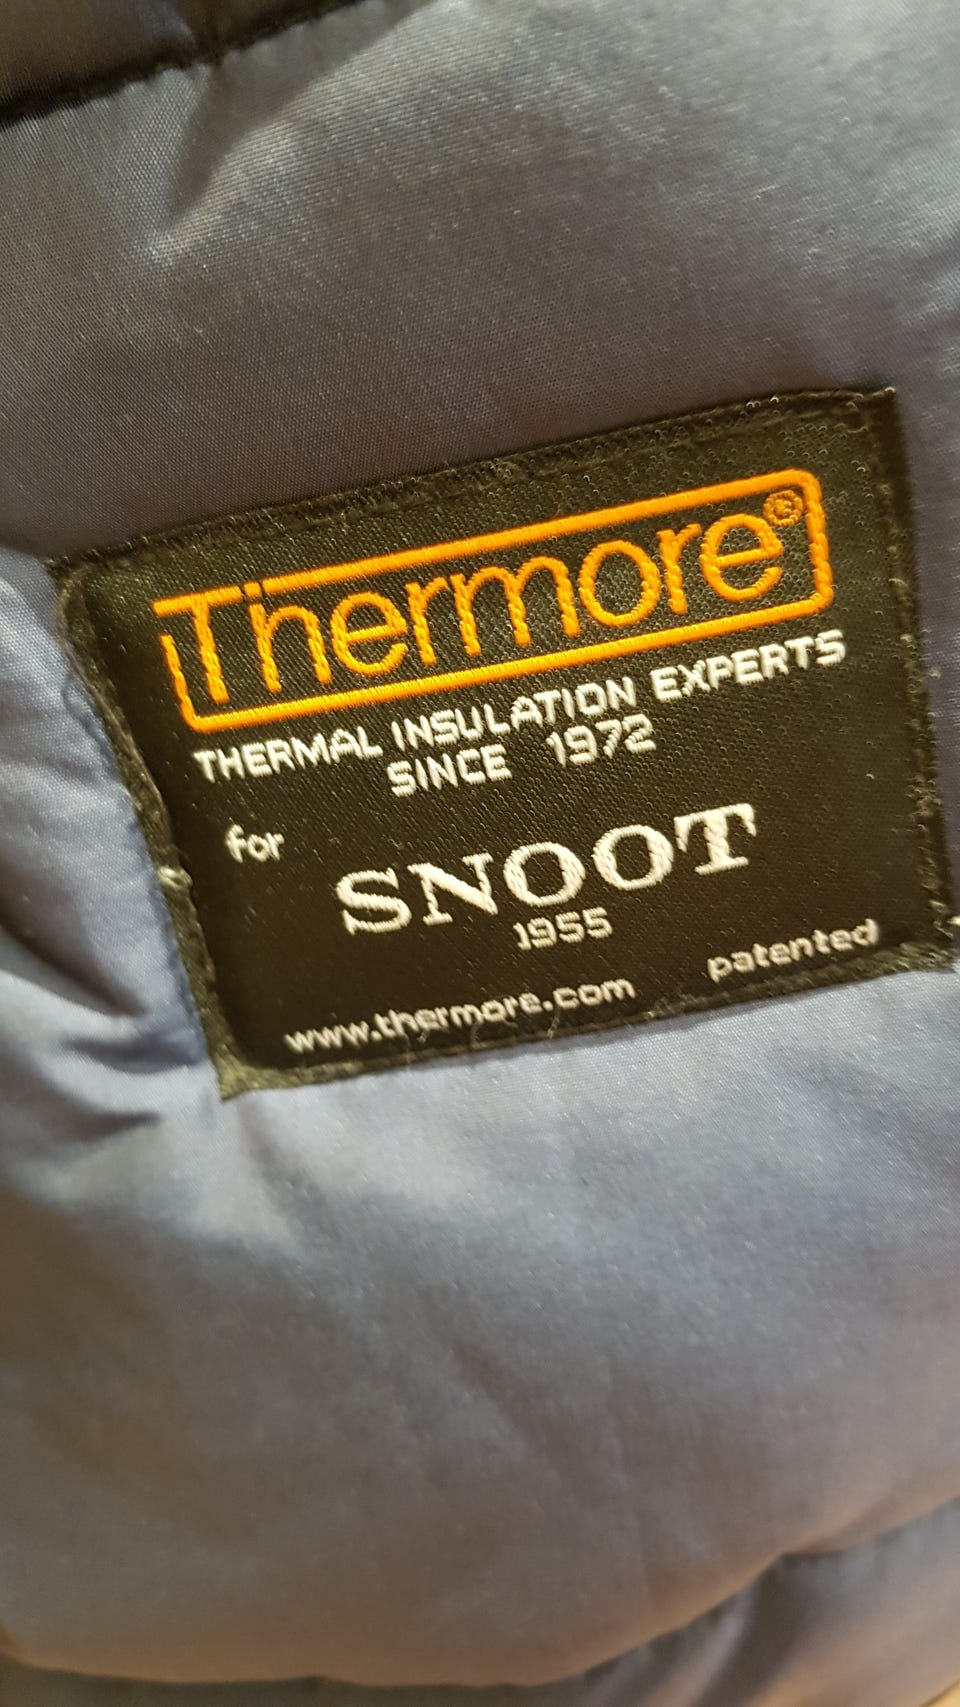 Thermore®
THERMAL INSULATION EXPERTS
SINCE 1972
for
SNOOT
1955
www.thermore.com patented